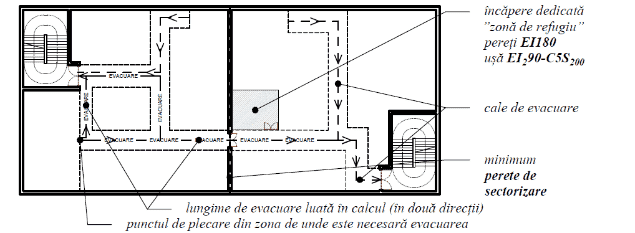 încăpere dedicată
"zonă de refugiu"
pereți EI180
ușă EI₂90-C5S₂₀₀
EVACUARE
EVACUARE
EVACUARE
cale de evacuare
EVACUARE EVACUARE EVACUARE EVACUARE EVACUARE
minimum
perete de
sectorizare
lungime de evacuare luată în calcul (în două direcții)
punctul de plecare din zona de unde este necesară evacuarea